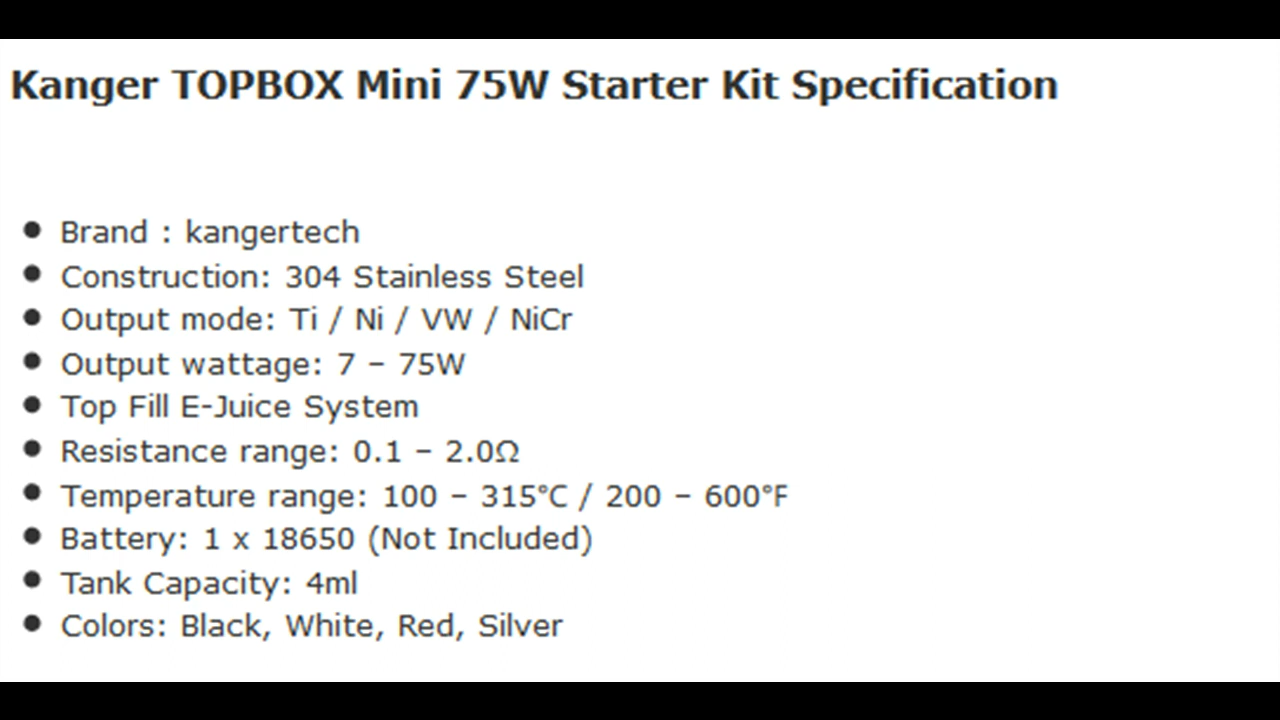 Kanger TOPBOX Mini 75W Starter Kit Specification
● Brand : kangertech
● Construction: 304 Stainless Steel
● Output mode: Ti / Ni / VW / NiCr
● Output wattage: 7 – 75W
● Top Fill E-Juice System
● Resistance range: 0.1 – 2.0Ω
● Temperature range: 100 – 315℃ / 200 – 600℉
● Battery: 1 x 18650 (Not Included)
● Tank Capacity: 4ml
● Colors: Black, White, Red, Silver